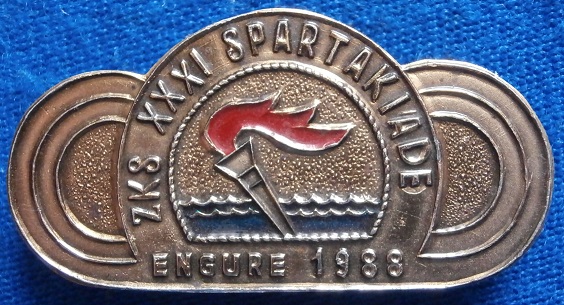 ZKS XXXI SPARTAKIADE
ENGURE 1988